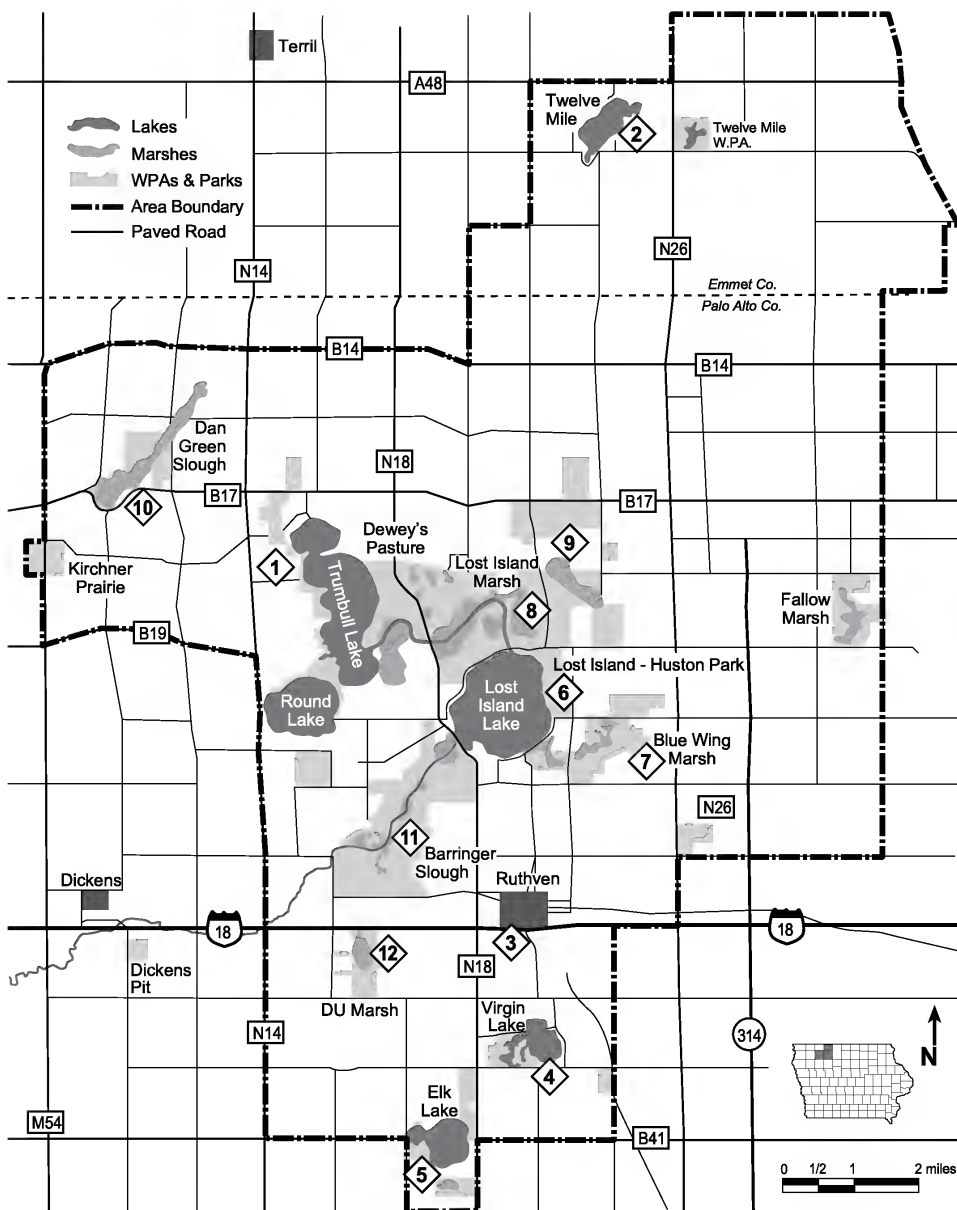 Terril
A48
Twelve
Mile
2
Twelve Mile
W.P.A.
Lakes
Marshes
WPAs & Parks
Area Boundary
Paved Road
N14
N26
Emmet Co.
Palo Alto Co.
B14
B14
Dan
Green
Slough
N18
10
B17
B17
Dewey's
Pasture
9
1
Kirchner
Prairie
Trumbull Lake
Lost Island
Marsh
8
Fallow
Marsh
B19
Lost Island - Huston Park
6
Round
Lake
Lost
Island
Lake
Blue Wing
Marsh
7
N26
11
Barringer
Slough
Dickens
Ruthven
18
3
18
12
Dickens
Pit
N18
DU Marsh
Virgin
Lake
N14
314
N
4
Elk
Lake
M54
B41
5
0 1/2 1 2 miles